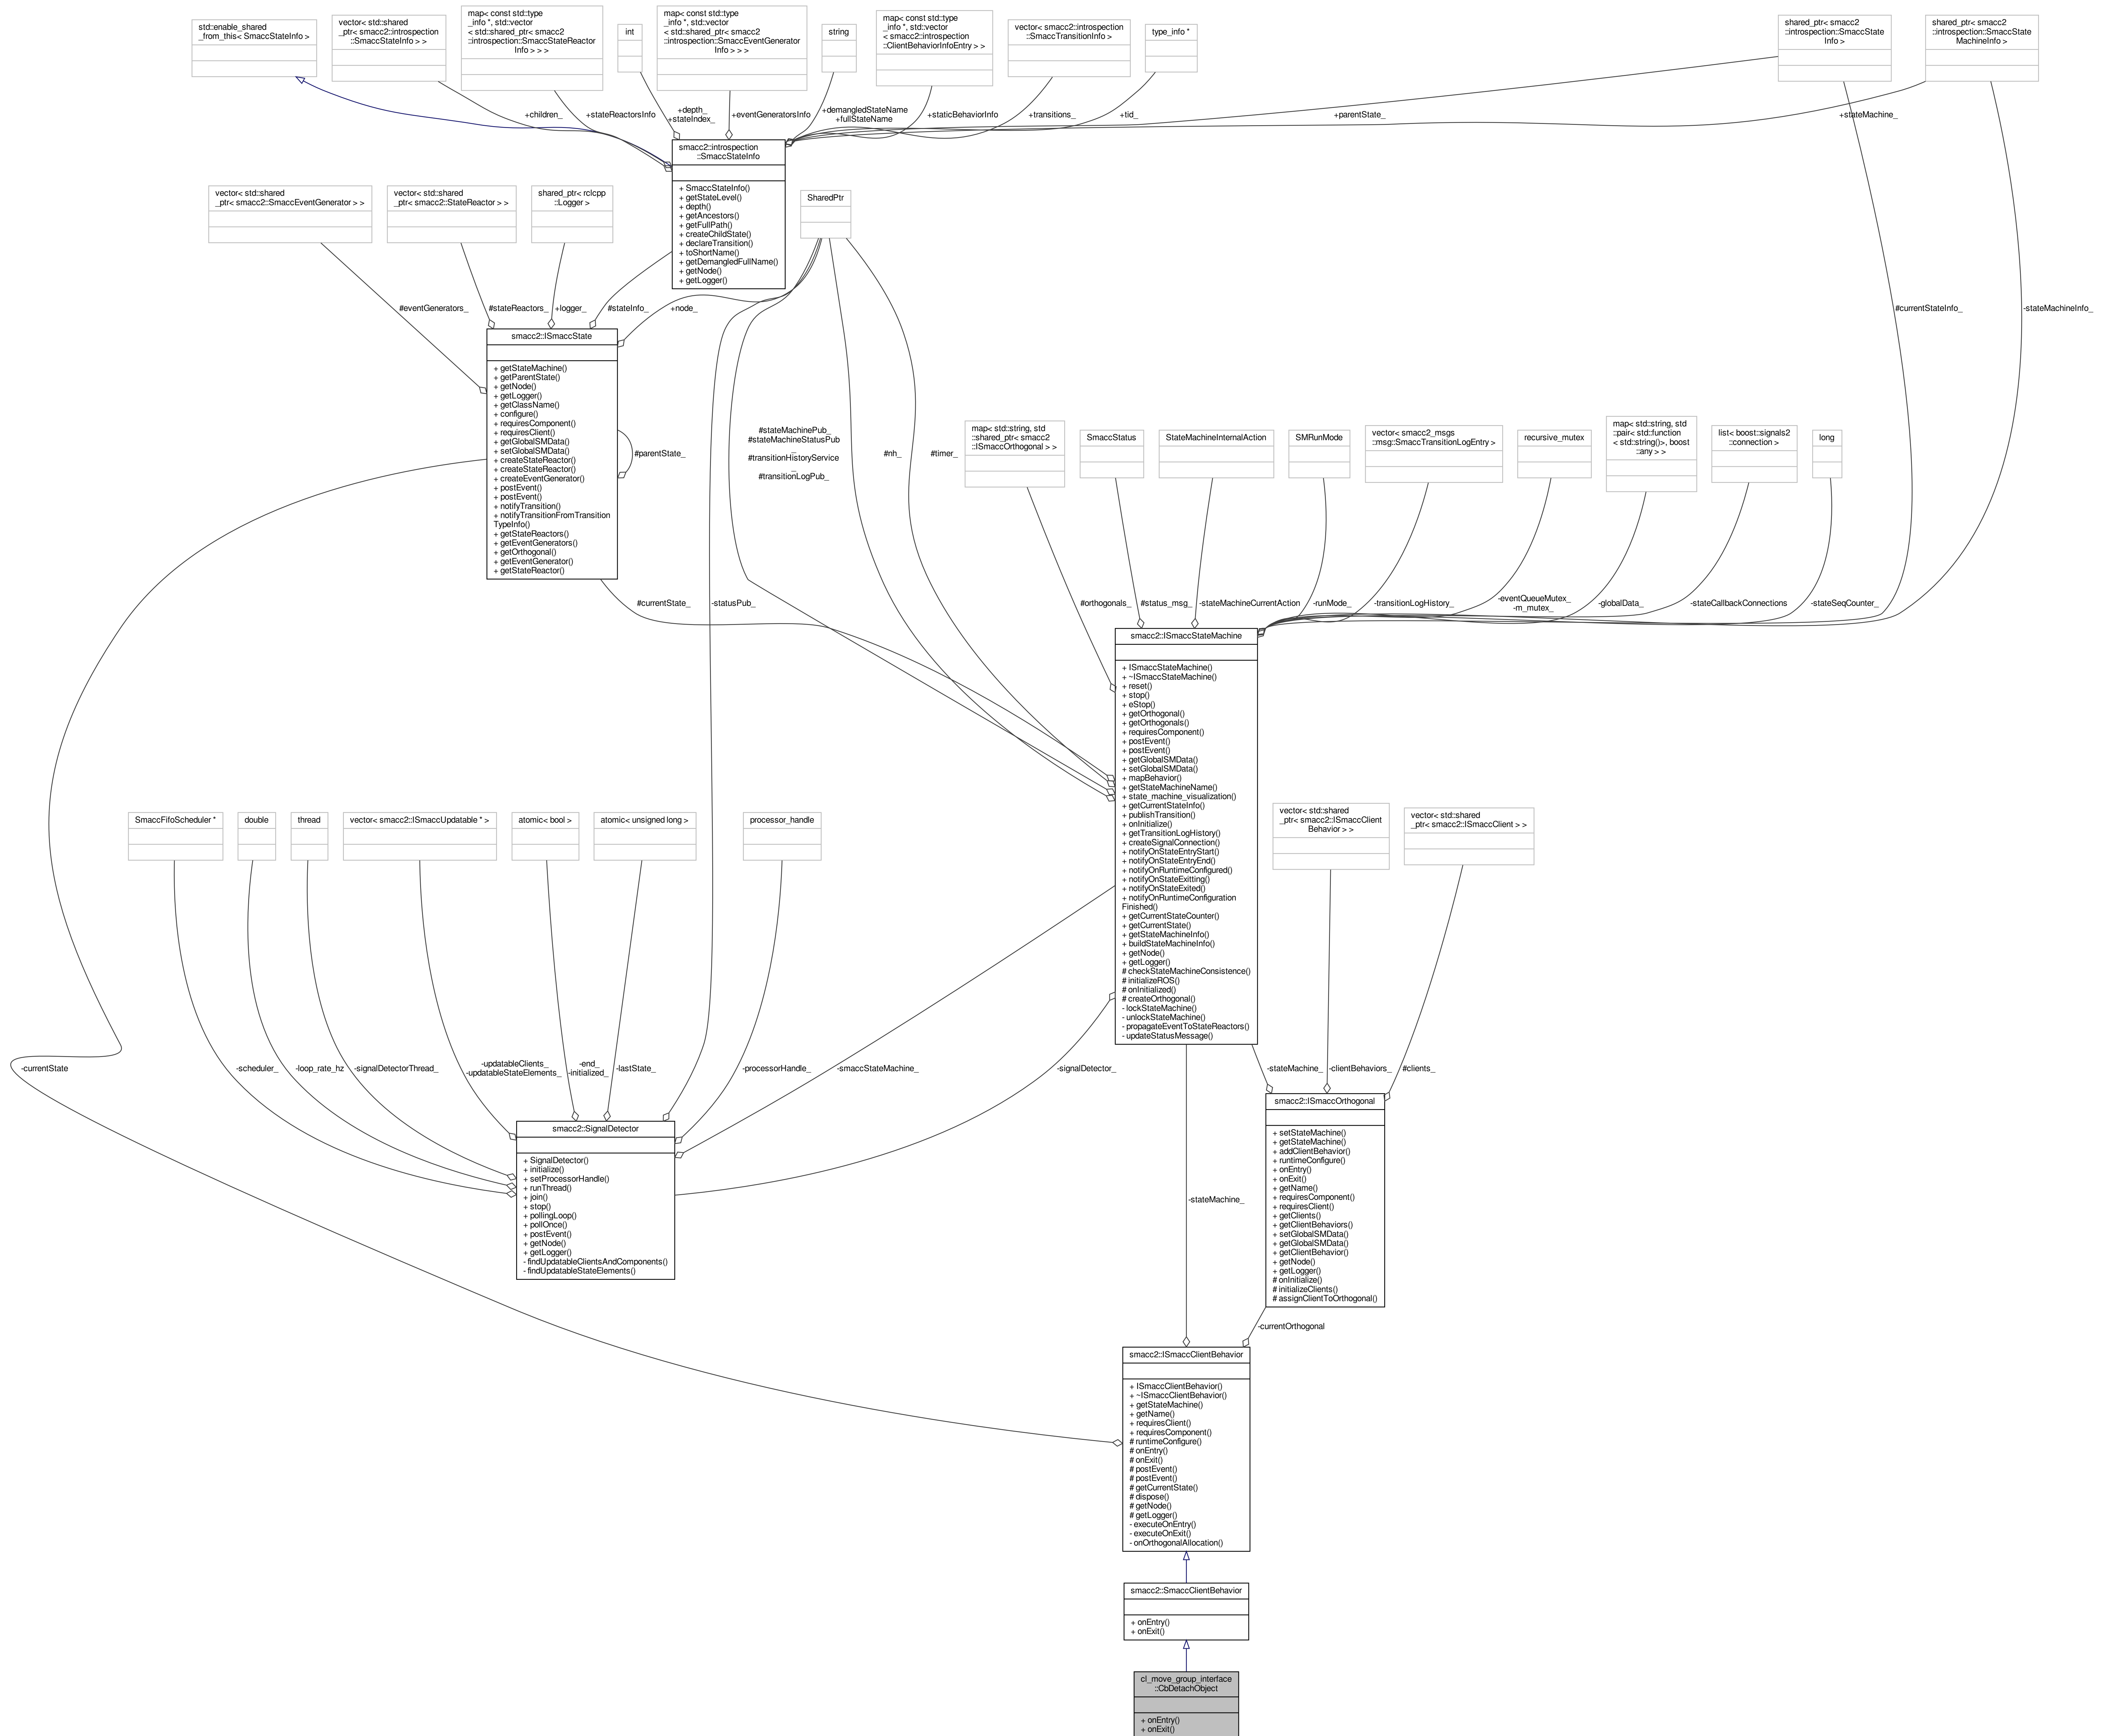 std::enable_shared
_from_this< SmaccStateInfo >
vector< std::shared
_ptr< smacc2::introspection
::SmaccStateInfo > >
map< const std::type
_info *, std::vector
< std::shared_ptr< smacc2
::introspection::SmaccStateReactor
Info > > >
int
map< const std::type
_info *, std::vector
< std::shared_ptr< smacc2
::introspection::SmaccEventGenerator
Info > > >
string
map< const std::type
_info *, std::vector
< smacc2::introspection
::ClientBehaviorInfoEntry > >
vector< smacc2::introspection
::SmaccTransitionInfo >
type_info *
shared_ptr< smacc2
::introspection::SmaccState
Info >
shared_ptr< smacc2
::introspection::SmaccState
MachineInfo >
+children_
+stateReactorsInfo
+depth_
+stateIndex_
+eventGeneratorsInfo
+demangledStateName
+fullStateName
+staticBehaviorInfo
+transitions_
+tid_
+parentState_
+stateMachine_
smacc2::introspection
::SmaccStateInfo
+ SmaccStateInfo()
+ getStateLevel()
+ depth()
+ getAncestors()
+ getFullPath()
+ createChildState()
+ declareTransition()
+ toShortName()
+ getDemangledFullName()
+ getNode()
+ getLogger()
vector< std::shared
_ptr< smacc2::SmaccEventGenerator > >
vector< std::shared
_ptr< smacc2::StateReactor > >
shared_ptr< rclcpp
::Logger >
SharedPtr
#eventGenerators_
#stateReactors_
+logger_
#stateInfo_
+node_
#currentStateInfo_
-stateMachineInfo_
smacc2::ISmaccState
+ getStateMachine()
+ getParentState()
+ getNode()
+ getLogger()
+ getClassName()
+ configure()
+ requiresComponent()
+ requiresClient()
+ getGlobalSMData()
+ setGlobalSMData()
+ createStateReactor()
+ createStateReactor()
+ createEventGenerator()
+ postEvent()
+ postEvent()
+ notifyTransition()
+ notifyTransitionFromTransition
TypeInfo()
+ getStateReactors()
+ getEventGenerators()
+ getOrthogonal()
+ getEventGenerator()
+ getStateReactor()
#parentState_
#stateMachinePub_
#stateMachineStatusPub
_
#transitionHistoryService
_
#transitionLogPub_
#nh_
#timer_
map< std::string, std
::shared_ptr< smacc2
::ISmaccOrthogonal > >
SmaccStatus
StateMachineInternalAction
SMRunMode
vector< smacc2_msgs
::msg::SmaccTransitionLogEntry >
recursive_mutex
map< std::string, std
::pair< std::function
< std::string()>, boost
::any > >
list< boost::signals2
::connection >
long
#currentState_
-statusPub_
#orthogonals_
#status_msg_
-stateMachineCurrentAction
-runMode_
-transitionLogHistory_
-eventQueueMutex_
-m_mutex_
-globalData_
-stateCallbackConnections
-stateSeqCounter_
smacc2::ISmaccStateMachine
+ ISmaccStateMachine()
+ ~ISmaccStateMachine()
+ reset()
+ stop()
+ eStop()
+ getOrthogonal()
+ getOrthogonals()
+ requiresComponent()
+ postEvent()
+ postEvent()
+ getGlobalSMData()
+ setGlobalSMData()
+ mapBehavior()
+ getStateMachineName()
+ state_machine_visualization()
+ getCurrentStateInfo()
+ publishTransition()
+ onInitialize()
+ getTransitionLogHistory()
+ createSignalConnection()
+ notifyOnStateEntryStart()
+ notifyOnStateEntryEnd()
+ notifyOnRuntimeConfigured()
+ notifyOnStateExitting()
+ notifyOnStateExited()
+ notifyOnRuntimeConfiguration
Finished()
+ getCurrentStateCounter()
+ getCurrentState()
+ getStateMachineInfo()
+ buildStateMachineInfo()
+ getNode()
+ getLogger()
# checkStateMachineConsistence()
# initializeROS()
# onInitialized()
# createOrthogonal()
- lockStateMachine()
- unlockStateMachine()
- propagateEventToStateReactors()
- updateStatusMessage()
SmaccFifoScheduler *
double
thread
vector< smacc2::ISmaccUpdatable * >
atomic< bool >
atomic< unsigned long >
processor_handle
vector< std::shared
_ptr< smacc2::ISmaccClient
Behavior > >
vector< std::shared
_ptr< smacc2::ISmaccClient > >
-currentState
-scheduler_
-loop_rate_hz
-signalDetectorThread_
-updatableClients_
-updatableStateElements_
-end_
-initialized_
-lastState_
-processorHandle_
-smaccStateMachine_
-signalDetector_
-stateMachine_
-clientBehaviors_
#clients_
smacc2::SignalDetector
+ SignalDetector()
+ initialize()
+ setProcessorHandle()
+ runThread()
+ join()
+ stop()
+ pollingLoop()
+ pollOnce()
+ postEvent()
+ getNode()
+ getLogger()
- findUpdatableClientsAndComponents()
- findUpdatableStateElements()
smacc2::ISmaccOrthogonal
+ setStateMachine()
+ getStateMachine()
+ addClientBehavior()
+ runtimeConfigure()
+ onEntry()
+ onExit()
+ getName()
+ requiresComponent()
+ requiresClient()
+ getClients()
+ getClientBehaviors()
+ setGlobalSMData()
+ getGlobalSMData()
+ getClientBehavior()
+ getNode()
+ getLogger()
# onInitialize()
# initializeClients()
# assignClientToOrthogonal()
-stateMachine_
-currentOrthogonal
smacc2::ISmaccClientBehavior
+ ISmaccClientBehavior()
+ ~ISmaccClientBehavior()
+ getStateMachine()
+ getName()
+ requiresClient()
+ requiresComponent()
# runtimeConfigure()
# onEntry()
# onExit()
# postEvent()
# postEvent()
# getCurrentState()
# dispose()
# getNode()
# getLogger()
- executeOnEntry()
- executeOnExit()
- onOrthogonalAllocation()
smacc2::SmaccClientBehavior
+ onEntry()
+ onExit()
cl_move_group_interface
::CbDetachObject
+ onEntry()
+ onExit()